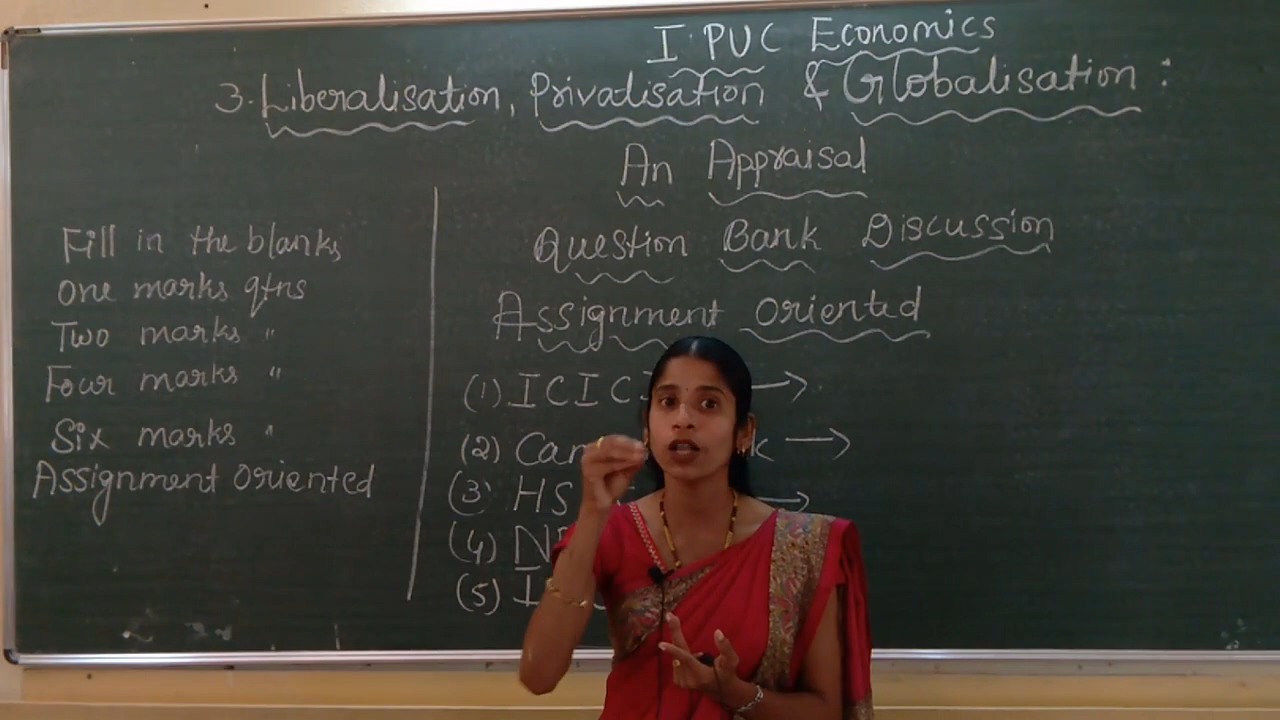 I PUC Economics
3. Liberalisation, Privatisation & Globalisation :
An Appraisal
Question Bank Discussion
Assignment Oriented
(1) ICIC →
(2) →
(3) HS →
(4)
(5)
Fill in the blanks
One marks qtns
Two marks "
Four marks "
Six marks "
Assignment Oriented